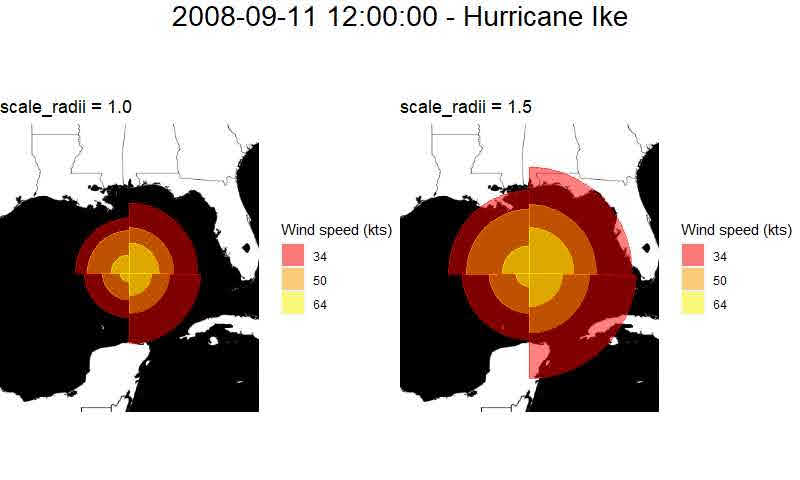 2008-09-11 12:00:00 - Hurricane Ike
scale_radii = 1.0
Wind speed (kts)
34
50
64
scale_radii = 1.5
Wind speed (kts)
34
50
64